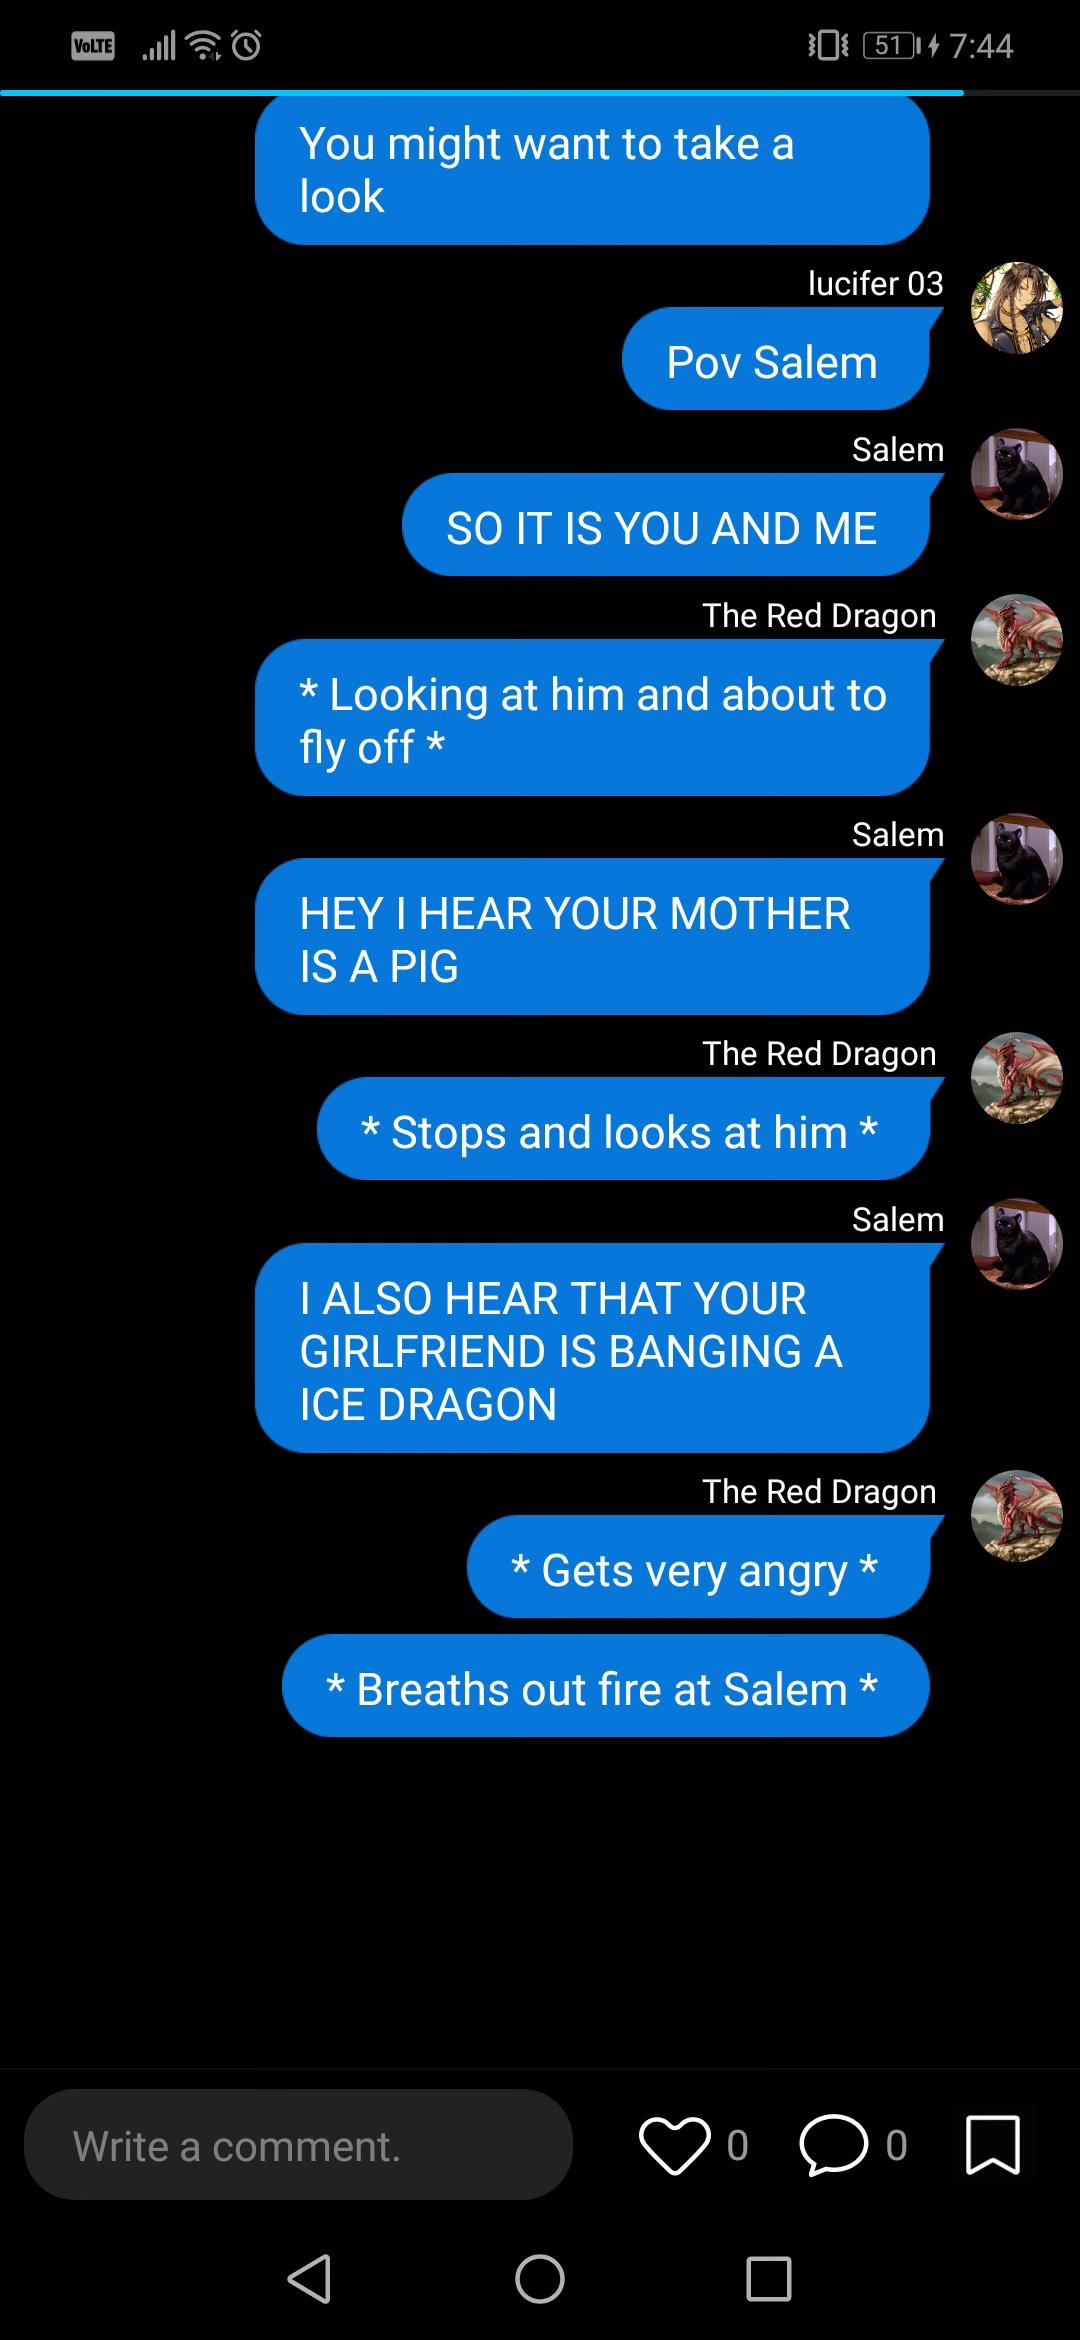 VoLTE 51 7:44
You might want to take a
look
lucifer 03
Pov Salem
Salem
SO IT IS YOU AND ME
The Red Dragon
* Looking at him and about to
fly off *
Salem
HEY I HEAR YOUR MOTHER
IS A PIG
The Red Dragon
* Stops and looks at him *
Salem
I ALSO HEAR THAT YOUR
GIRLFRIEND IS BANGING A
ICE DRAGON
The Red Dragon
* Gets very angry *
* Breaths out fire at Salem *
Write a comment. 0 0